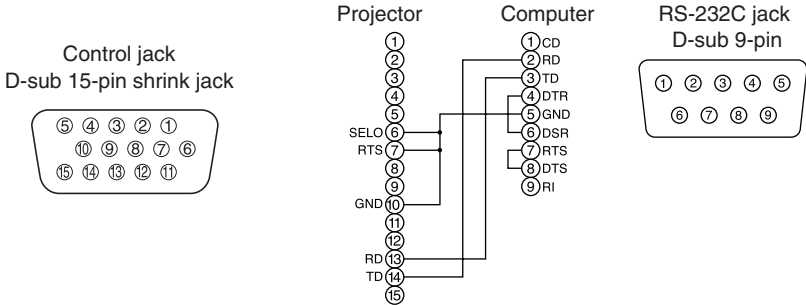 Control jack
D-sub 15-pin shrink jack
⑤ ④ ③ ② ①
⑩ ⑨ ⑧ ⑦ ⑥
⑮ ⑭ ⑬ ⑫ ⑪
Projector
①
②
③
④
⑤
SELO ⑥
RTS ⑦
⑧
⑨
GND ⑩
⑪
⑫
RD ⑬
TD ⑭
⑮
Computer
① CD
② RD
③ TD
④ DTR
⑤ GND
⑥ DSR
⑦ RTS
⑧ DTS
⑨ RI
RS-232C jack
D-sub 9-pin
① ② ③ ④ ⑤
⑥ ⑦ ⑧ ⑨